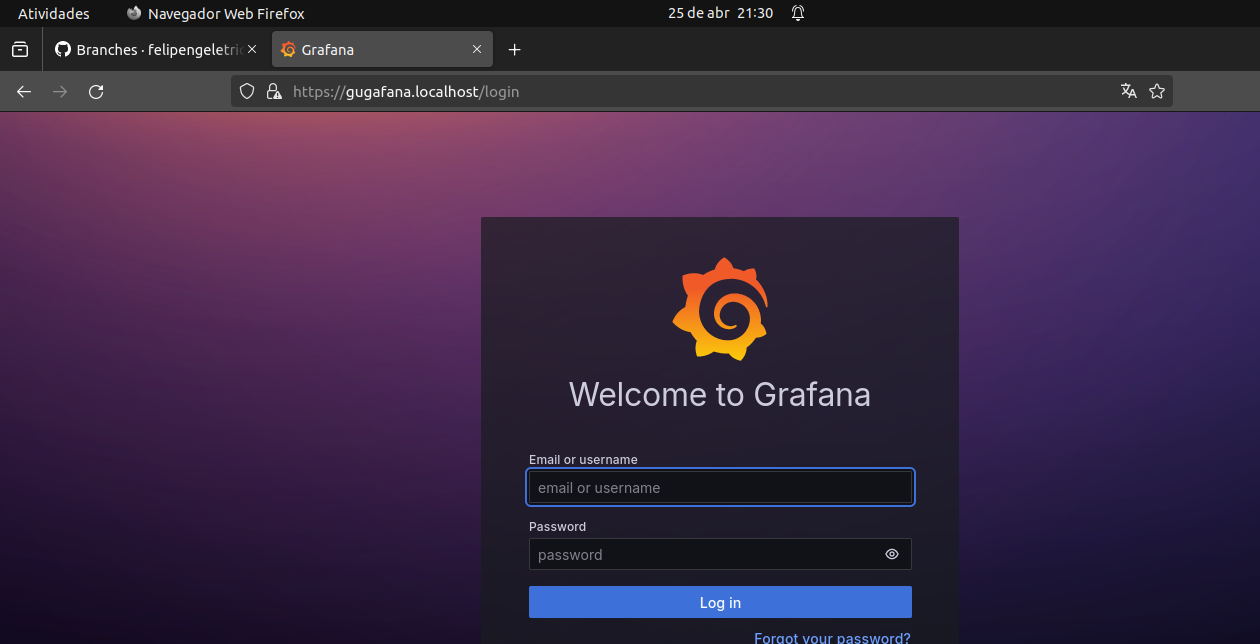 Atividades Navegador Web Firefox 25 de abr 21:30
Branches · felipengeletric Grafana
https://gugafana.localhost/login
Welcome to Grafana
Email or username
email or username
Password
password
Log in
Forgot your password?